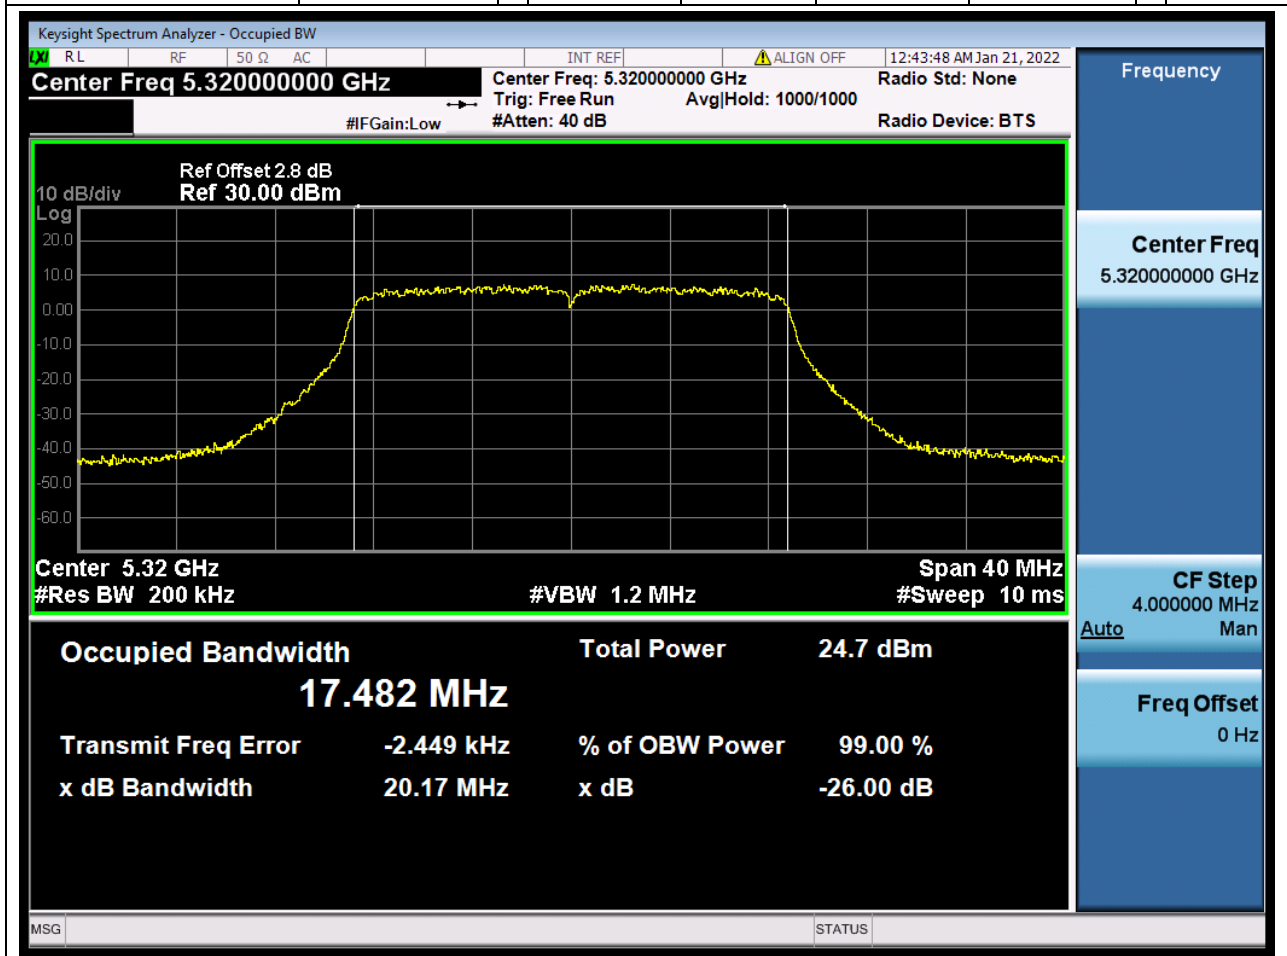 Keysight Spectrum Analyzer - Occupied BW
LXI RL RF 50 Ω AC INT REF ALIGN OFF 12:43:48 AM Jan 21, 2022
Center Freq 5.320000000 GHz
Center Freq: 5.320000000 GHz
Radio Std: None
Trig: Free Run Avg|Hold: 1000/1000
#IFGain:Low
#Atten: 40 dB
Radio Device: BTS
Ref Offset 2.8 dB
10 dB/div Ref 30.00 dBm
Log
20.0
10.0
0.00
-10.0
-20.0
-30.0
-40.0
-50.0
-60.0
Center 5.32 GHz Span 40 MHz
#Res BW 200 kHz #VBW 1.2 MHz #Sweep 10 ms
Occupied Bandwidth Total Power 24.7 dBm
17.482 MHz
Transmit Freq Error -2.449 kHz % of OBW Power 99.00 %
x dB Bandwidth 20.17 MHz x dB -26.00 dB
MSG STATUS
Frequency
Center Freq
5.320000000 GHz
CF Step
4.000000 MHz
Auto Man
Freq Offset
0 Hz